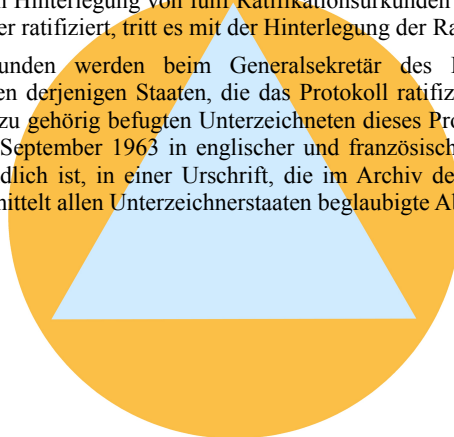 Hinterlegung von fünf Ratifikationsurkunden
er ratifiziert, tritt es mit der Hinterlegung der Ra
unden werden beim Generalsekretär des
en derjenigen Staaten, die das Protokoll ratifiz
zu gehörig befugten Unterzeichneten dieses Pro
September 1963 in englischer und französisch
dlich ist, in einer Urschrift, die im Archiv de
mittelt allen Unterzeichnerstaaten beglaubigte A